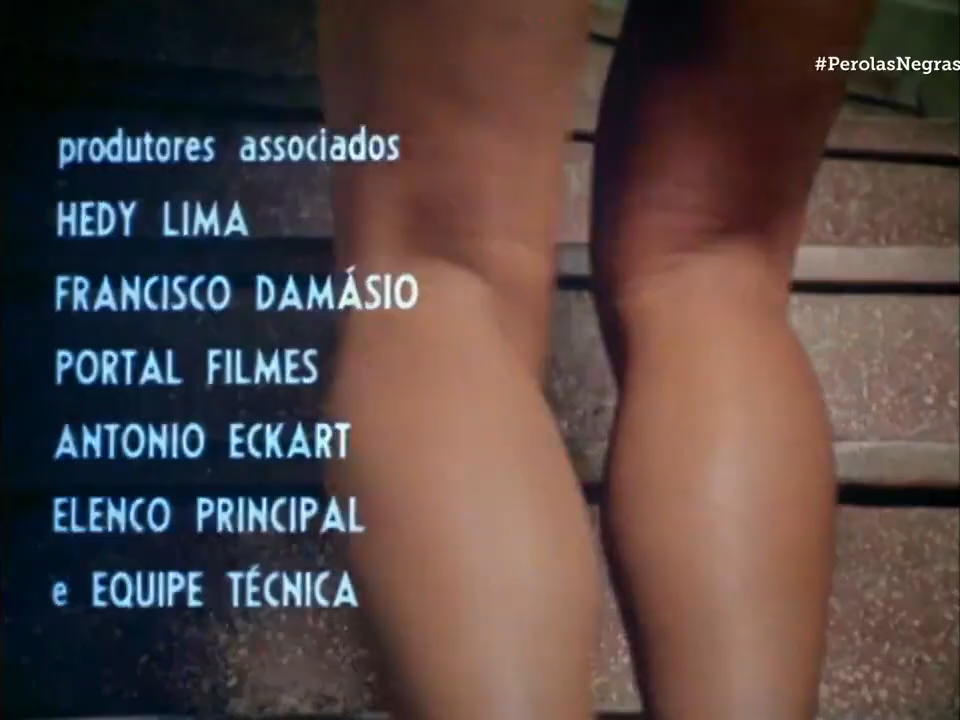 #PerolasNegras
produtores associados
HEDY LIMA
FRANCISCO DAMÁSIO
PORTAL FILMES
ANTONIO ECKART
ELENCO PRINCIPAL
e EQUIPE TÉCNICA